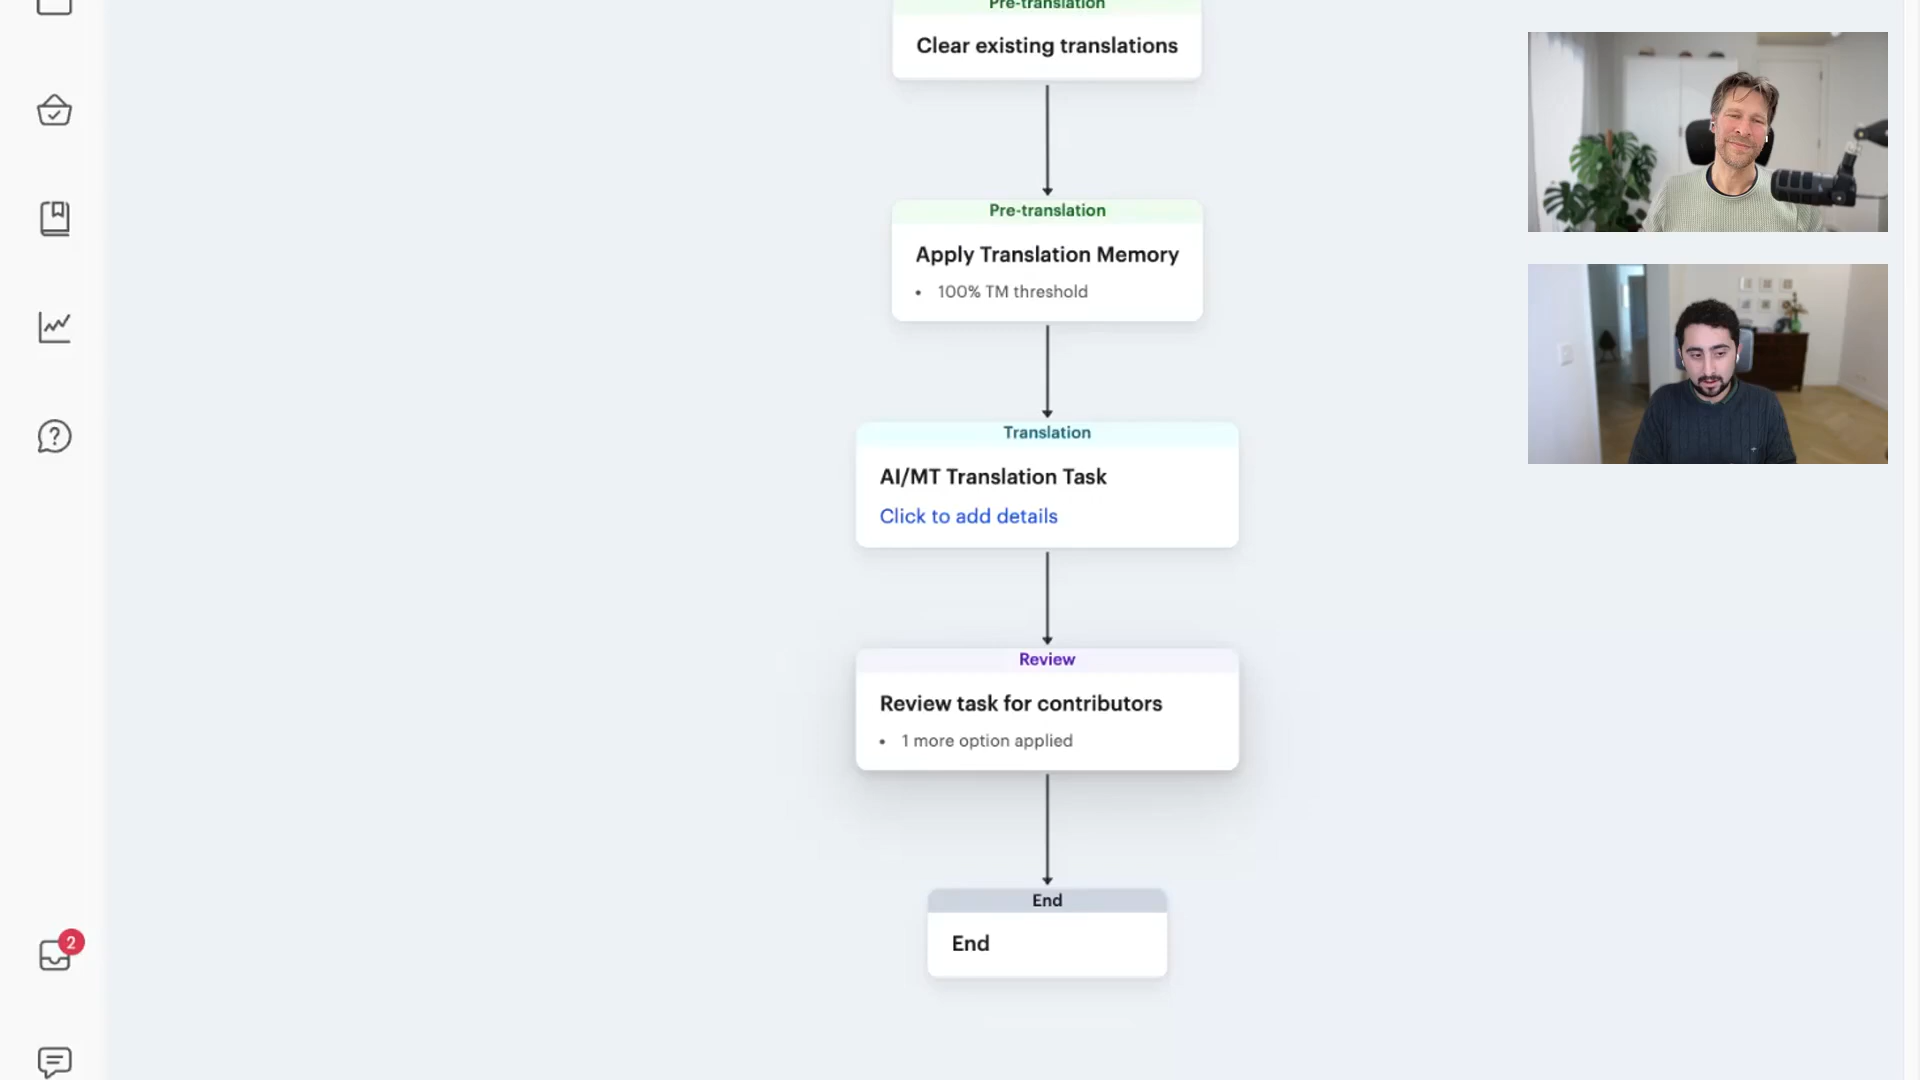 Pre-translation
Clear existing translations
Pre-translation
Apply Translation Memory
• 100% TM threshold
Translation
AI/MT Translation Task
Click to add details
Review
Review task for contributors
• 1 more option applied
End
End
2